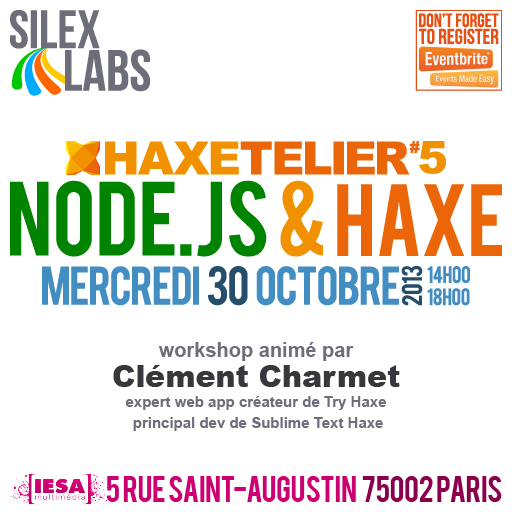 SILEX
LABS
DON'T FORGET
TO REGISTER
Eventbrite
Events Made Easy
HAXETELIER#5
NODE.JS & HAXE
MERCREDI 30 OCTOBRE 2013 14H00
18H00
workshop animé par
Clément Charmet
expert web app créateur de Try Haxe
principal dev de Sublime Text Haxe
[IESA]
multimédia
5 RUE SAINT-AUGUSTIN 75002 PARIS